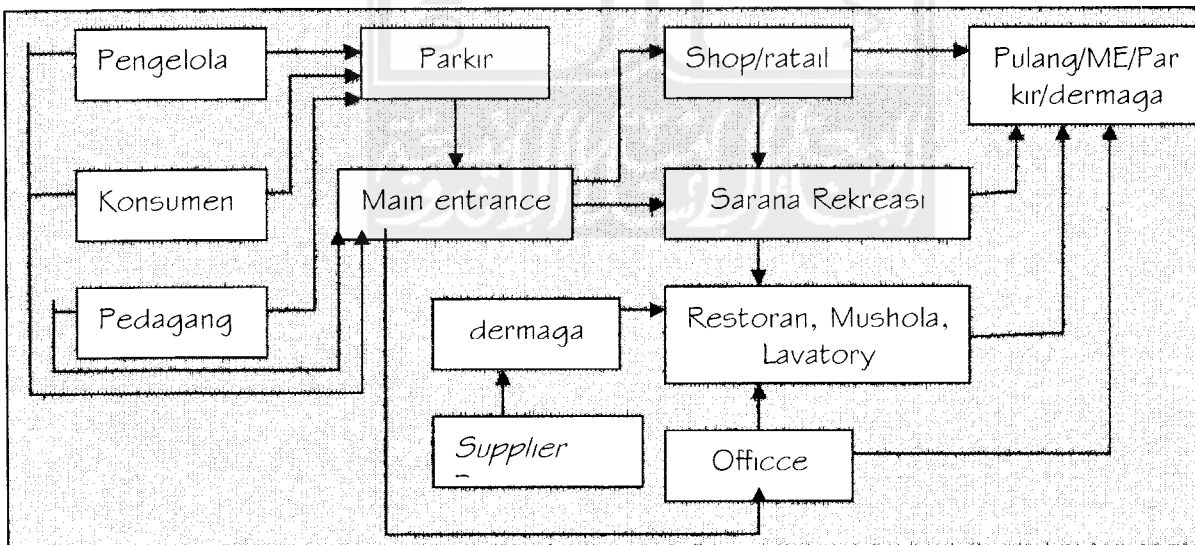 Pengelola
Parkir
Shop/ratail
Pulang/ME/Par
kir/dermaga
Konsumen
Main entrance
Sarana Rekreasi
Pedagang
dermaga
Restoran, Mushola,
Lavatory
Supplier
Officce